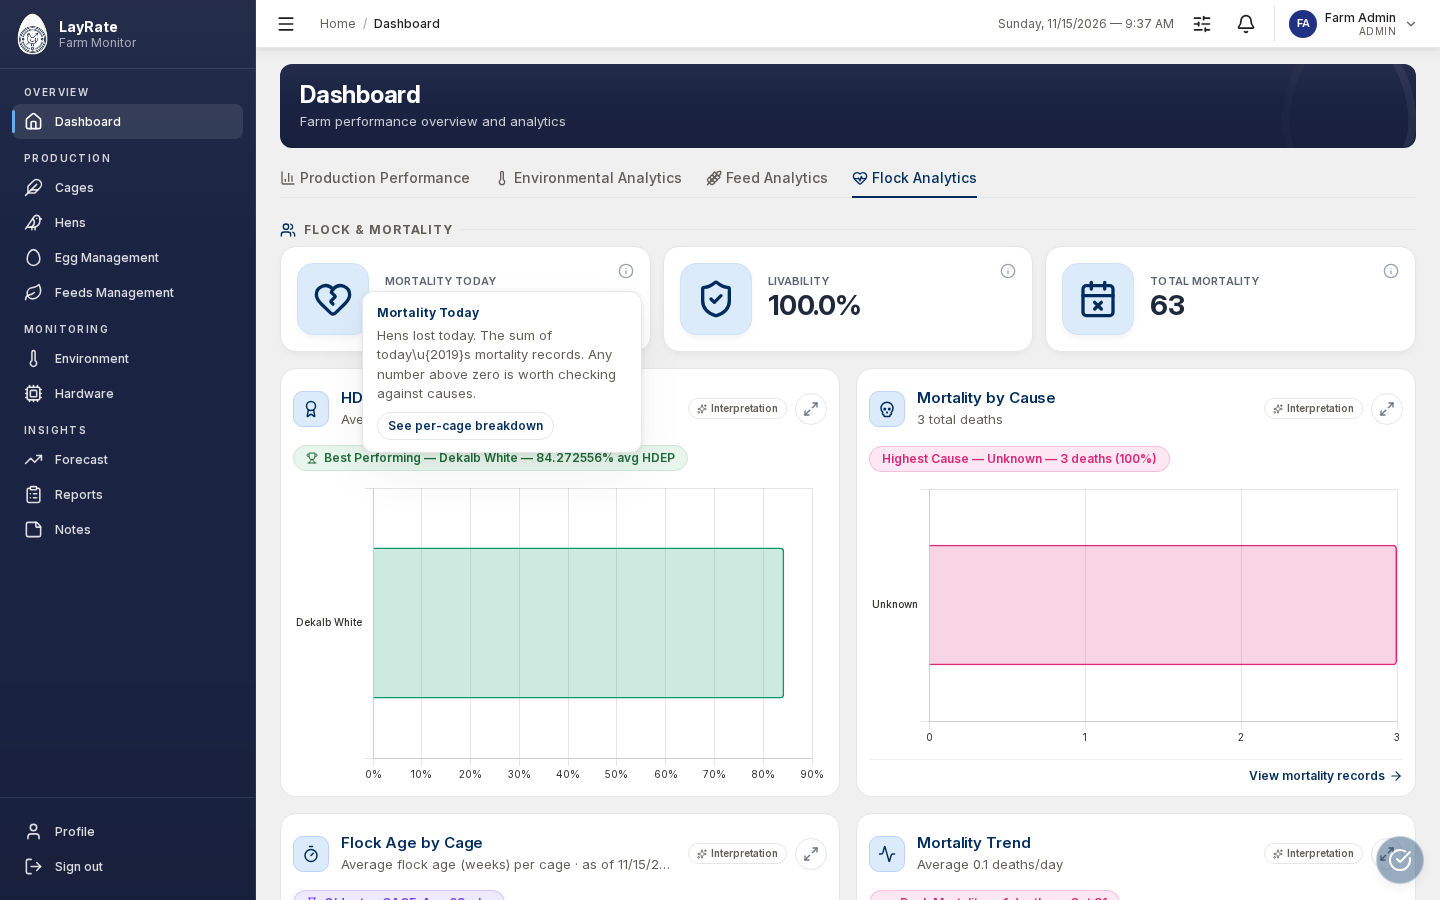 LayRate
Farm Monitor
OVERVIEW
Dashboard
PRODUCTION
Cages
Hens
Egg Management
Feeds Management
MONITORING
Environment
Hardware
INSIGHTS
Forecast
Reports
Notes
Profile
Sign out
Home / Dashboard
Sunday, 11/15/2026 — 9:37 AM
FA
Farm Admin
ADMIN
Dashboard
Farm performance overview and analytics
Production Performance
Environmental Analytics
Feed Analytics
Flock Analytics
FLOCK & MORTALITY
MORTALITY TODAY
LIVABILITY
100.0%
TOTAL MORTALITY
63
Mortality Today
Hens lost today. The sum of
today\u{2019}s mortality records. Any
number above zero is worth checking
against causes.
See per-cage breakdown
HD
Ave
Interpretation
Best Performing — Dekalb White — 84.272556% avg HDEP
Dekalb White
0% 10% 20% 30% 40% 50% 60% 70% 80% 90%
Mortality by Cause
3 total deaths
Interpretation
Highest Cause — Unknown — 3 deaths (100%)
Unknown
0 1 2 3
View mortality records
Flock Age by Cage
Average flock age (weeks) per cage · as of 11/15/2...
Interpretation
Mortality Trend
Average 0.1 deaths/day
Interpretation